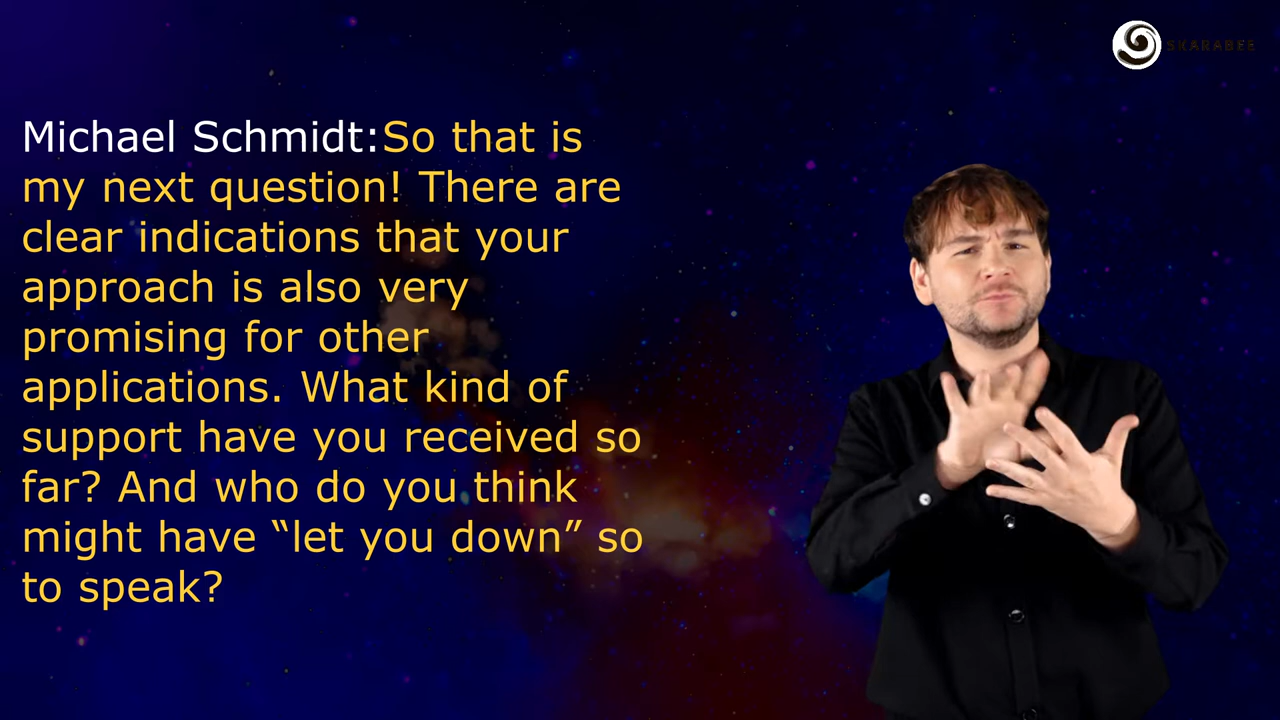 SKARABEE
Michael Schmidt:So that is
my next question! There are
clear indications that your
approach is also very
promising for other
applications. What kind of
support have you received so
far? And who do you think
might have “let you down” so
to speak?